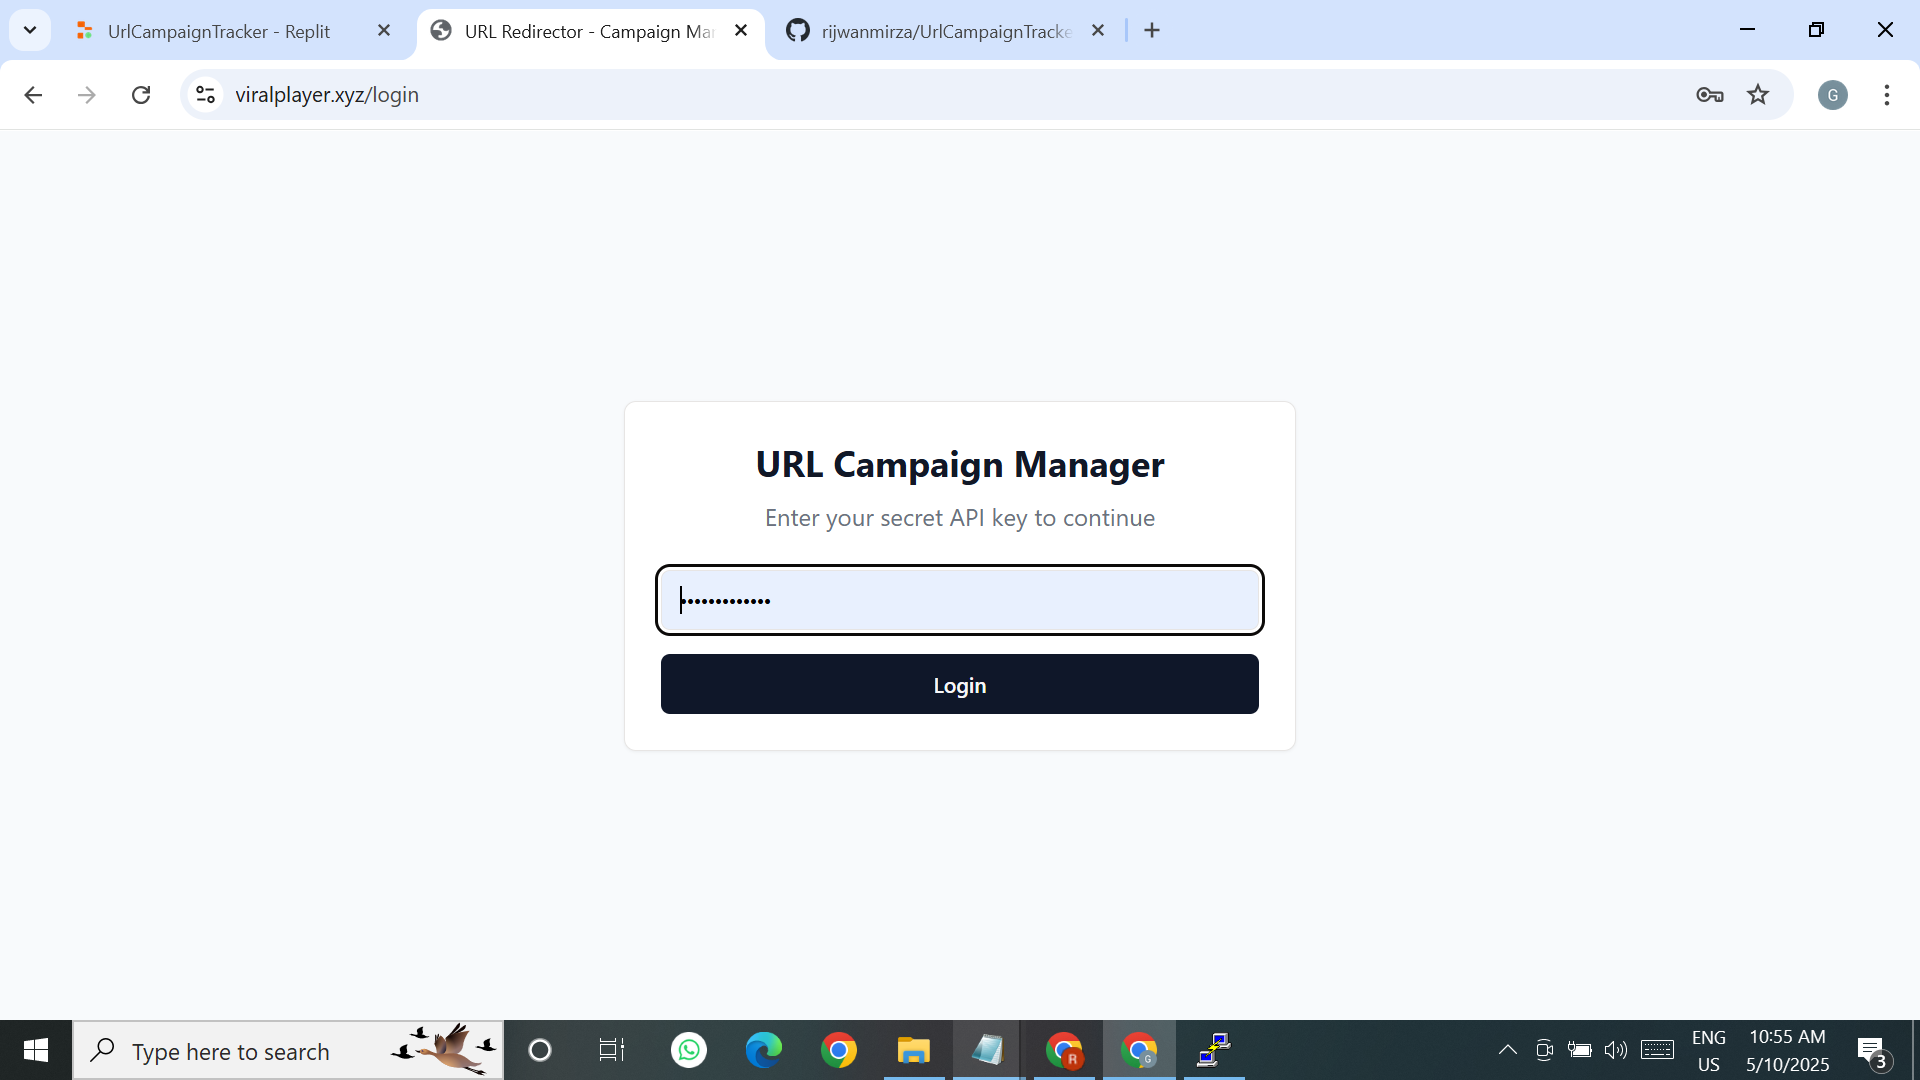 UrlCampaignTracker - Replit
URL Redirector - Campaign Ma
rijwanmirza/UrlCampaignTracke
viralplayer.xyz/login
G
URL Campaign Manager
Enter your secret API key to continue
•••••••••••••
Login
Type here to search
R
G
ENG
US
10:55 AM
5/10/2025
3